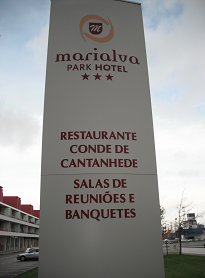 M
marialva
PARK HOTEL
★★★
RESTAURANTE
CONDE DE
CANTANHEDE
SALAS DE
REUNIÕES E
BANQUETES